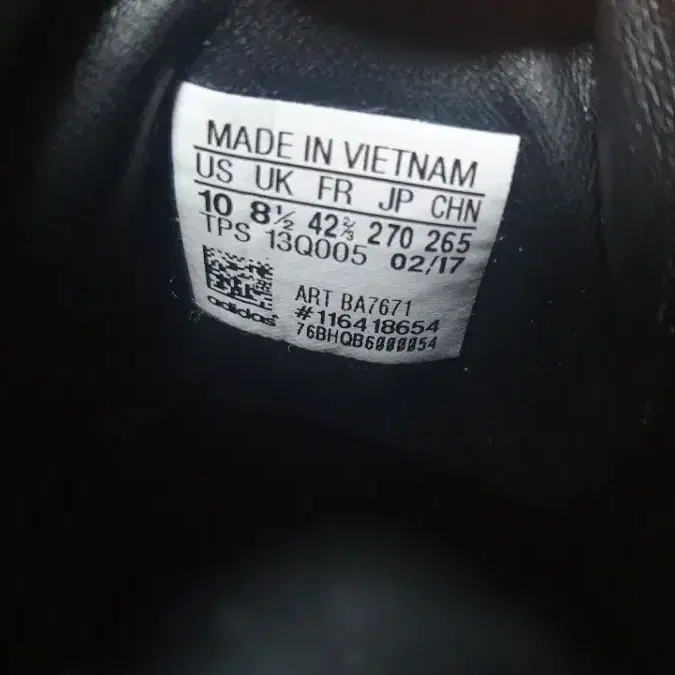 MADE IN VIETNAM
US UK FR JP CHN
10 8½ 42⅔ 270 265
TPS 13Q005 02/17
ART BA7671
#116418654
76BHQB6000054
adidas